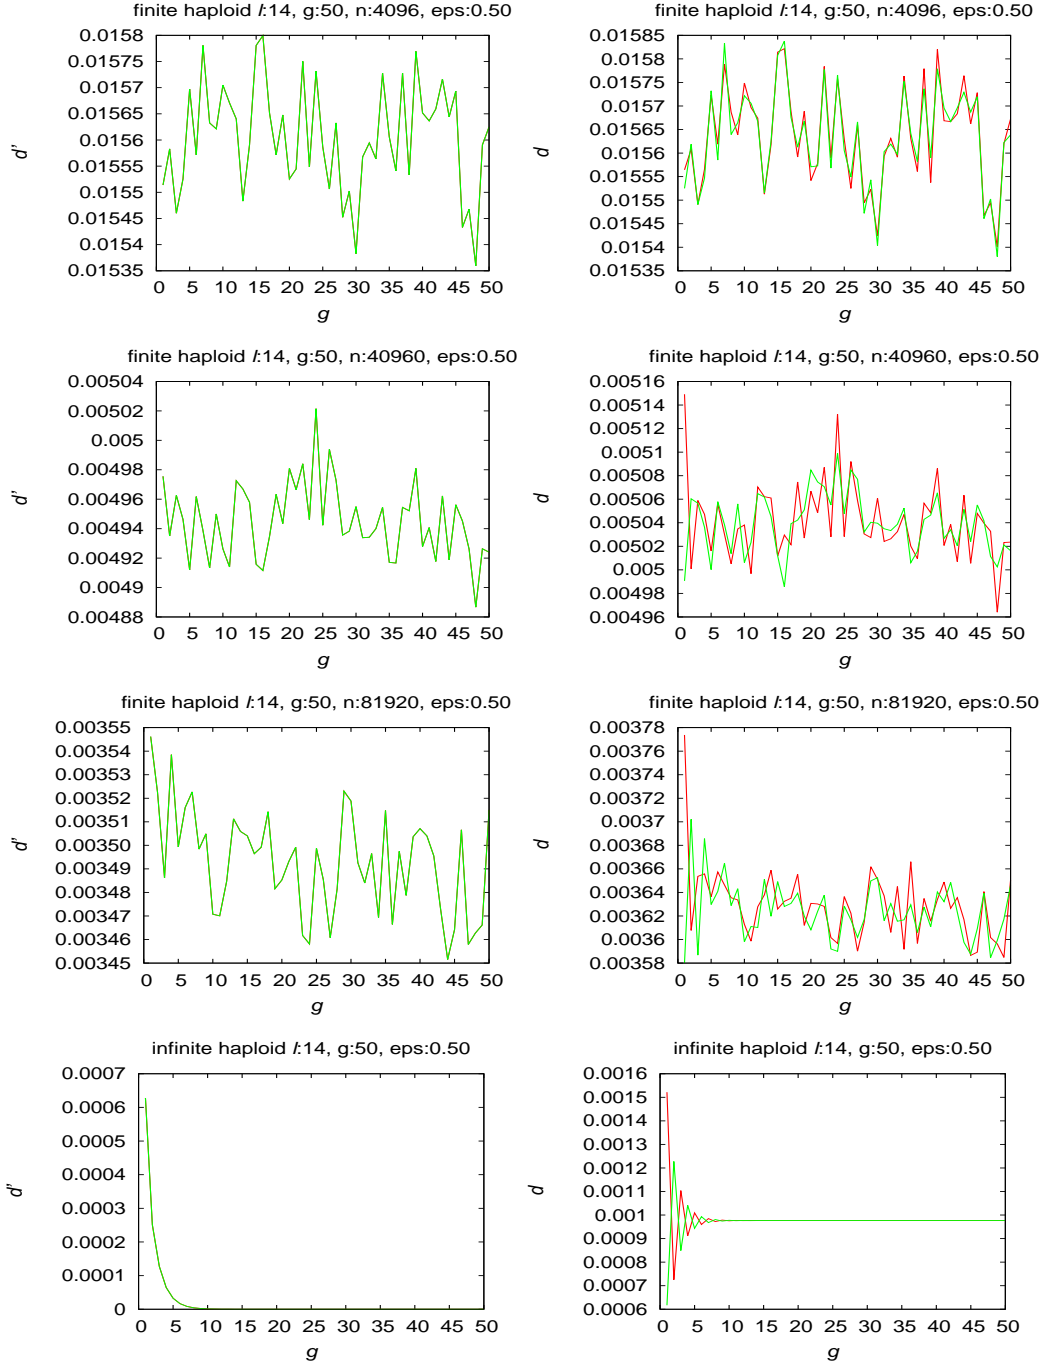 finite haploid l:14, g:50, n:4096, eps:0.50
0.0158
0.01575
0.0157
0.01565
0.0156
0.01555
0.0155
0.01545
0.0154
0.01535
d'
0 5 10 15 20 25 30 35 40 45 50
g
finite haploid l:14, g:50, n:4096, eps:0.50
0.01585
0.0158
0.01575
0.0157
0.01565
0.0156
0.01555
0.0155
0.01545
0.0154
0.01535
d
0 5 10 15 20 25 30 35 40 45 50
g
finite haploid l:14, g:50, n:40960, eps:0.50
0.00504
0.00502
0.005
0.00498
0.00496
0.00494
0.00492
0.0049
0.00488
d'
0 5 10 15 20 25 30 35 40 45 50
g
finite haploid l:14, g:50, n:40960, eps:0.50
0.00516
0.00514
0.00512
0.0051
0.00508
0.00506
0.00504
0.00502
0.005
0.00498
0.00496
d
0 5 10 15 20 25 30 35 40 45 50
g
finite haploid l:14, g:50, n:81920, eps:0.50
0.00355
0.00354
0.00353
0.00352
0.00351
0.00350
0.00349
0.00348
0.00347
0.00346
0.00345
d'
0 5 10 15 20 25 30 35 40 45 50
g
finite haploid l:14, g:50, n:81920, eps:0.50
0.00378
0.00376
0.00374
0.00372
0.0037
0.00368
0.00366
0.00364
0.00362
0.0036
0.00358
d
0 5 10 15 20 25 30 35 40 45 50
g
infinite haploid l:14, g:50, eps:0.50
0.0007
0.0006
0.0005
0.0004
0.0003
0.0002
0.0001
0
d'
0 5 10 15 20 25 30 35 40 45 50
g
infinite haploid l:14, g:50, eps:0.50
0.0016
0.0015
0.0014
0.0013
0.0012
0.0011
0.001
0.0009
0.0008
0.0007
0.0006
d
0 5 10 15 20 25 30 35 40 45 50
g